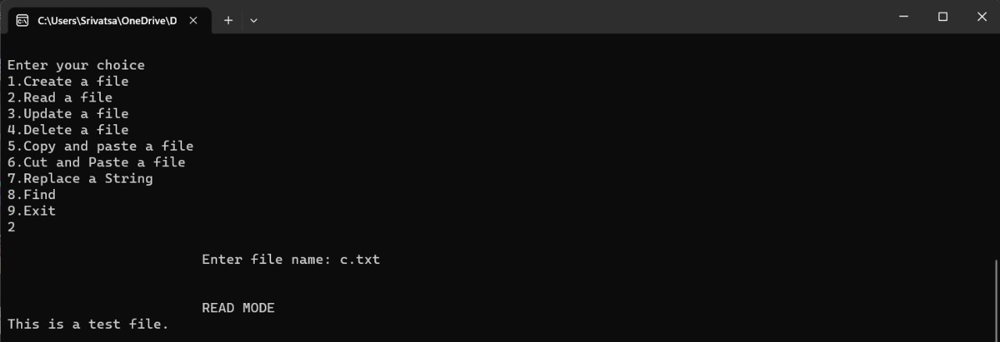 C:\Users\Srivatsa\OneDrive\D
Enter your choice
1.Create a file
2.Read a file
3.Update a file
4.Delete a file
5.Copy and paste a file
6.Cut and Paste a file
7.Replace a String
8.Find
9.Exit
2
Enter file name: c.txt
READ MODE
This is a test file.